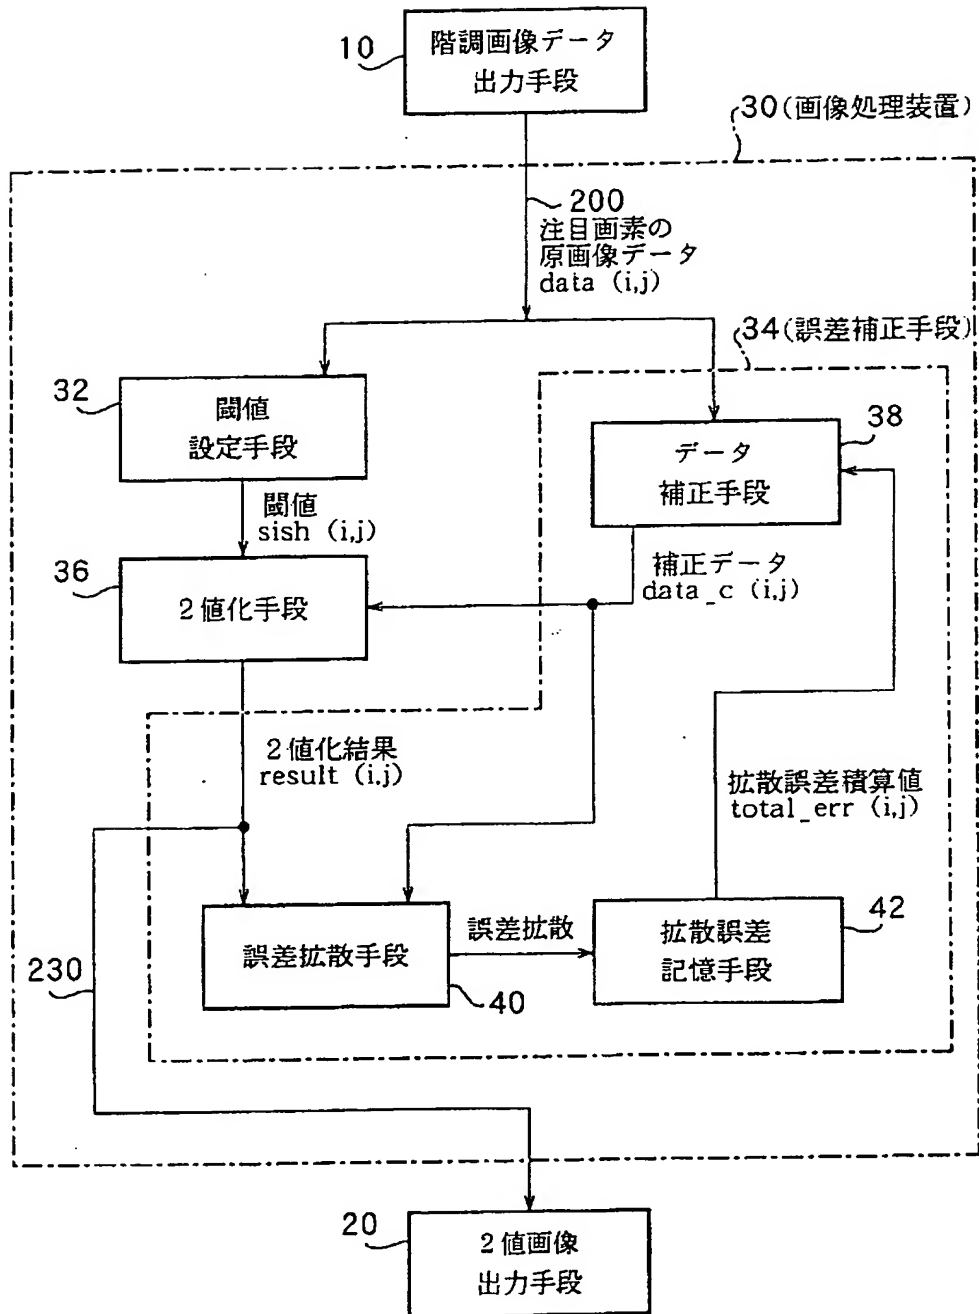 10
階調画像データ
出力手段
30(画像処理装置)
200
注目画素の
原画像データ
data (i,j)
34(誤差補正手段)
32
閾値
設定手段
38
データ
補正手段
閾値
sish (i,j)
36
2値化手段
補正データ
data_c (i,j)
2値化結果
result (i,j)
拡散誤差積算値
total_err (i,j)
230
誤差拡散手段
40
誤差拡散
拡散誤差
記憶手段
42
20
2値画像
出力手段